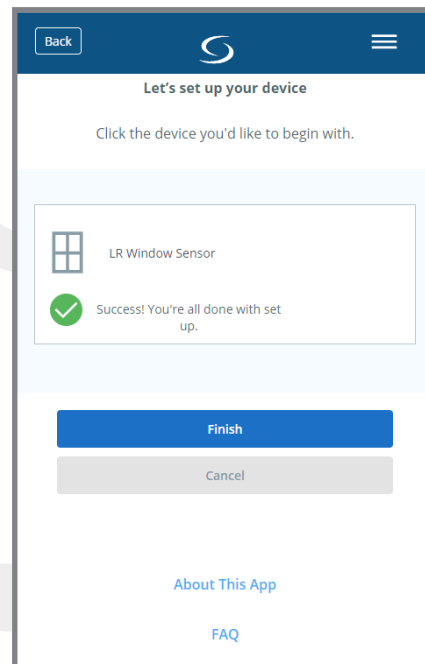 Back
Let's set up your device
Click the device you'd like to begin with.
LR Window Sensor
Success! You're all done with set
up.
Finish
Cancel
About This App
FAQ